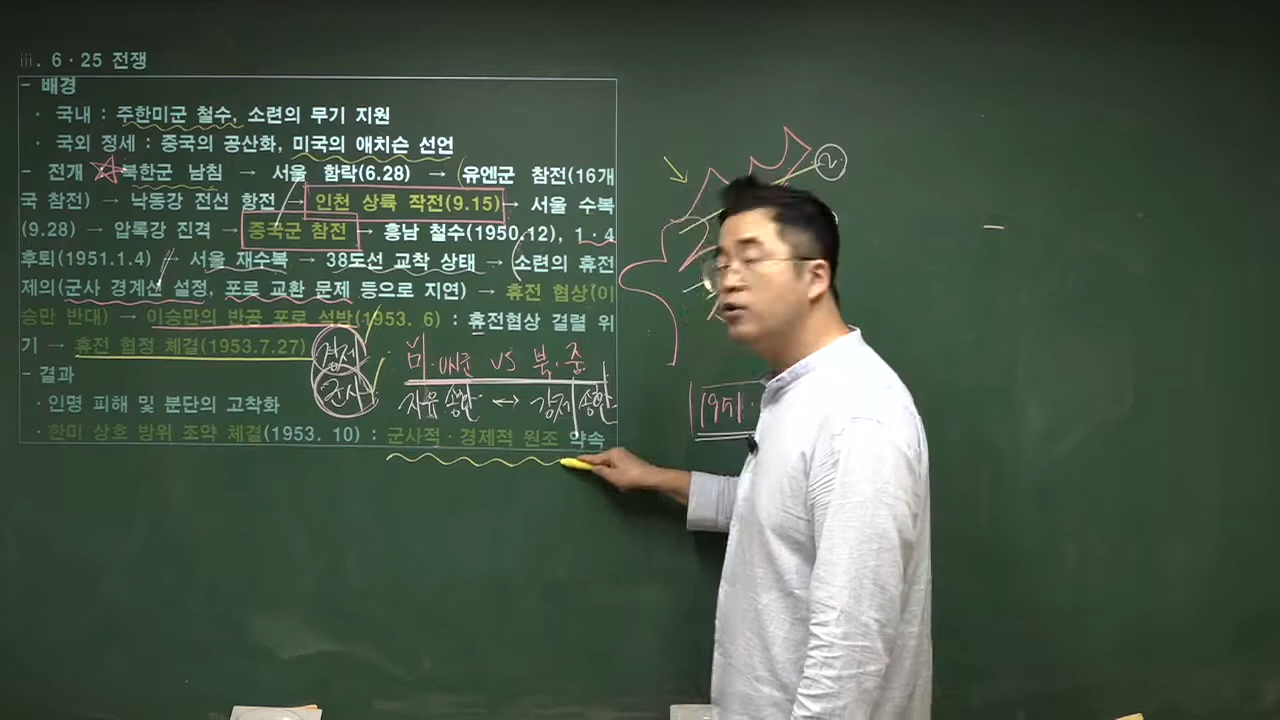 ⅲ. 6·25 전쟁
- 배경
· 국내 : 주한미군 철수, 소련의 무기 지원
· 국외 정세 : 중국의 공산화, 미국의 애치슨 선언
- 전개 북한군 남침 → 서울 함락(6.28) → 유엔군 참전(16개
국 참전) → 낙동강 전선 항전 → 인천 상륙 작전(9.15) → 서울 수복
(9.28) → 압록강 진격 → 중국군 참전 → 흥남 철수(1950.12), 1·4
후퇴(1951.1.4) → 서울 재수복 → 38도선 교착 상태 → 소련의 휴전
제의(군사 경계선 설정, 포로 교환 문제 등으로 지연) → 휴전 협상(이
승만 반대) → 이승만의 반공 포로 석방(1953. 6) : 휴전협상 결렬 위
기 → 휴전 협정 체결(1953.7.27)
- 결과
· 인명 피해 및 분단의 고착화
· 한미 상호 방위 조약 체결(1953. 10) : 군사적·경제적 원조 약속
경제
군사
vs 북·중
자유 송환 ↔ 강제 송환
②
1951.